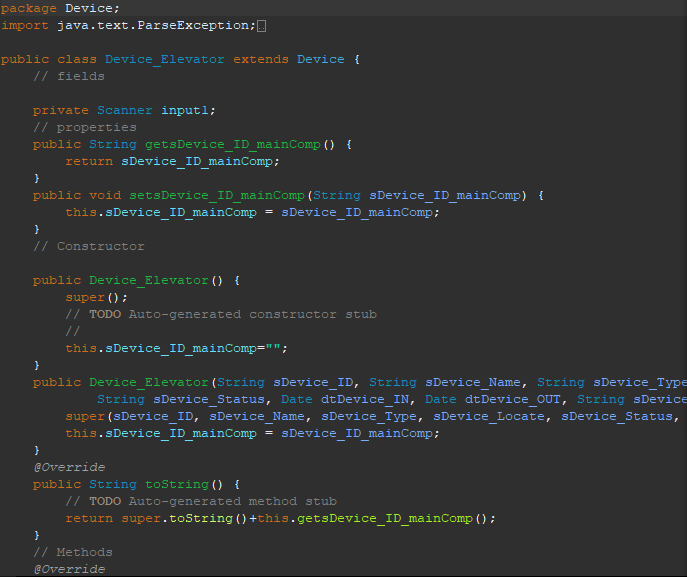 package Device;
import java.text.ParseException;
public class Device_Elevator extends Device {
// fields
private Scanner input1;
// properties
public String getsDevice_ID_mainComp() {
return sDevice_ID_mainComp;
}
public void setsDevice_ID_mainComp(String sDevice_ID_mainComp) {
this.sDevice_ID_mainComp = sDevice_ID_mainComp;
}
// Constructor
public Device_Elevator() {
super();
// TODO Auto-generated constructor stub
//
this.sDevice_ID_mainComp="";
}
public Device_Elevator(String sDevice_ID, String sDevice_Name, String sDevice_Type
String sDevice_Status, Date dtDevice_IN, Date dtDevice_OUT, String sDevice
super(sDevice_ID, sDevice_Name, sDevice_Type, sDevice_Locate, sDevice_Status,
this.sDevice_ID_mainComp = sDevice_ID_mainComp;
}
@Override
public String toString() {
// TODO Auto-generated method stub
return super.toString()+this.getsDevice_ID_mainComp();
}
// Methods
@Override